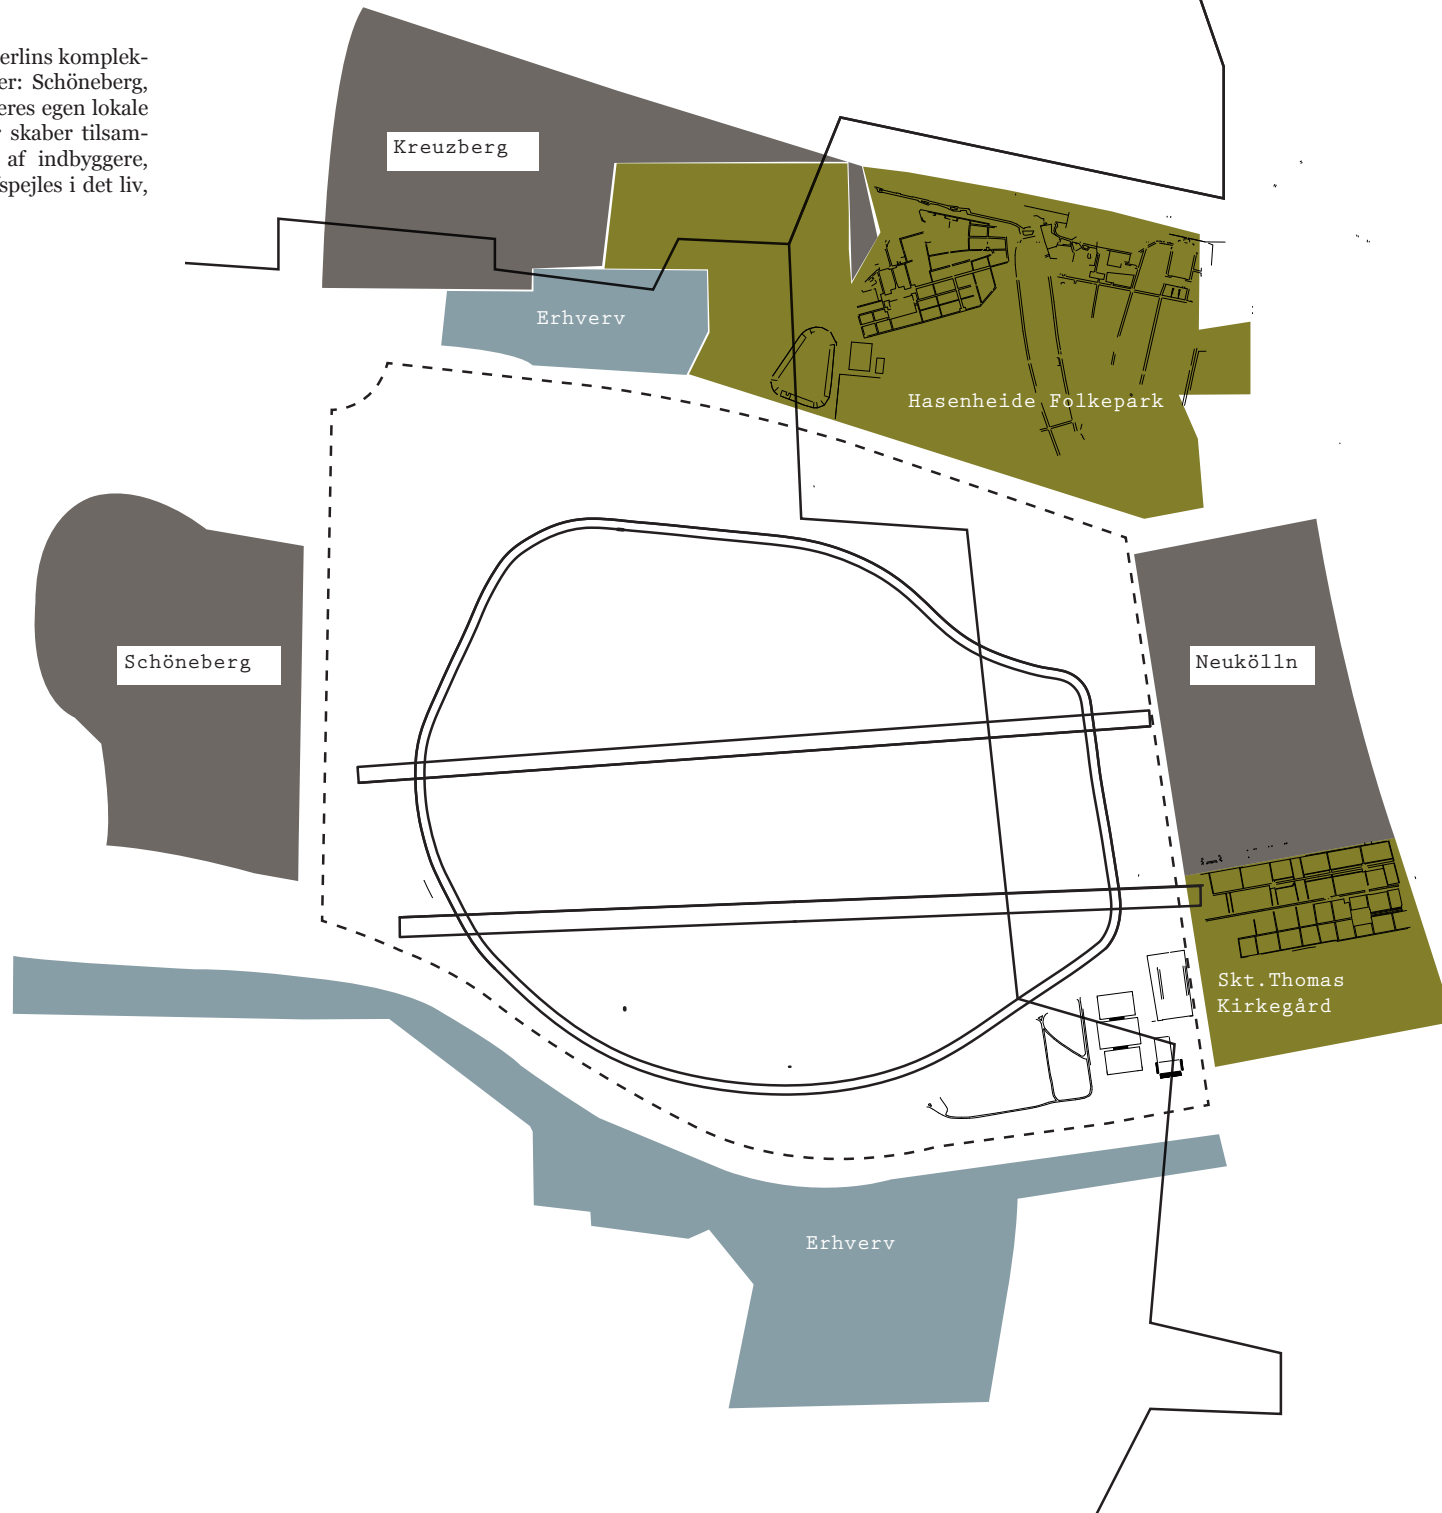 erlins komplek-
er: Schöneberg,
eres egen lokale
r skaber tilsam-
af indbyggere,
spejles i det liv,
Kreuzberg
Erhverv
Hasenheide Folkepark
Schöneberg
Neukölln
Skt.Thomas
Kirkegård
Erhverv